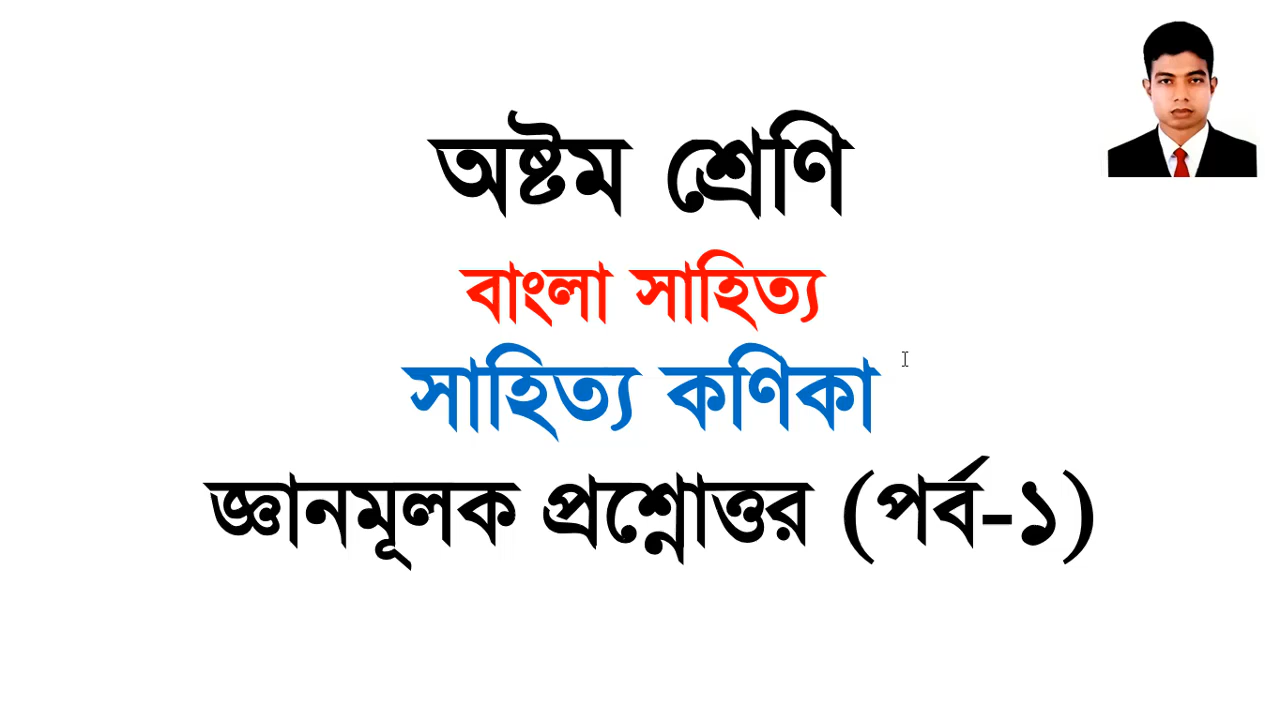 অষ্টম শ্রেণি
বাংলা সাহিত্য
সাহিত্য কণিকা
জ্ঞানমূলক প্রশ্নোত্তর (পর্ব-১)